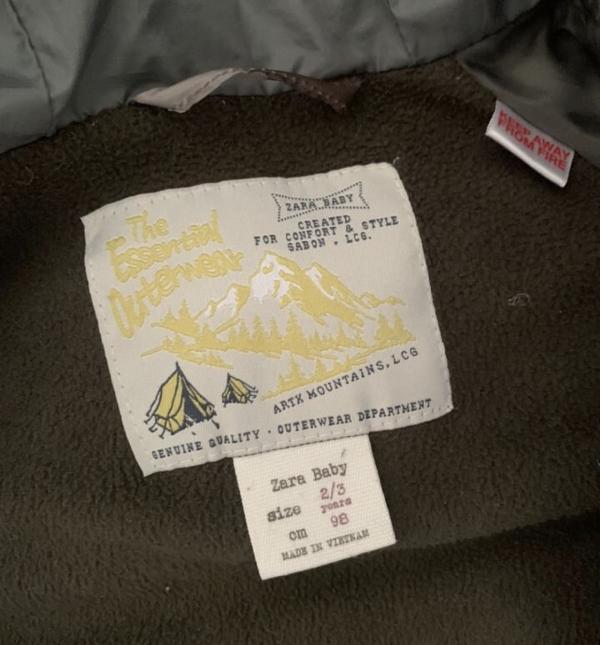 The
Essential
Outerwear
ZARA BABY
CREATED
FOR CONFORT & STYLE
SABON . LCG.
ARTX MOUNTAINS, LCG
GENUINE QUALITY · OUTERWEAR DEPARTMENT
Zara Baby
size 2/3
years
cm 98
MADE IN VIETNAM
KEEP AWAY
FROM FIRE